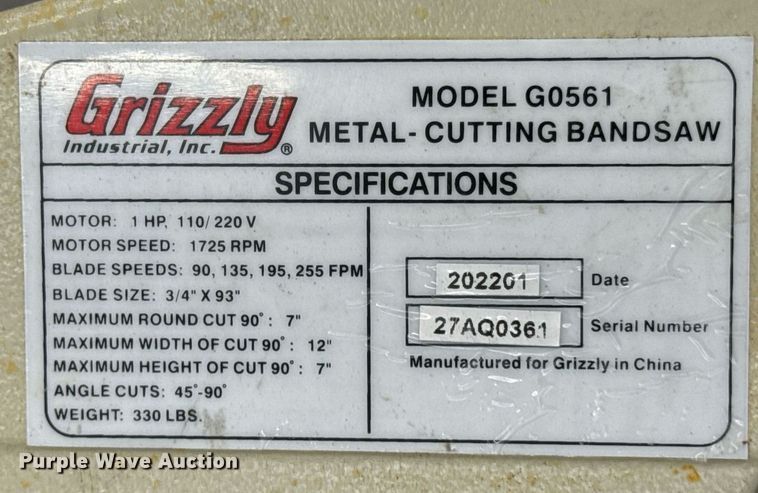 Grizzly
Industrial, Inc. ®
MODEL G0561
METAL- CUTTING BANDSAW
SPECIFICATIONS
MOTOR: 1 HP, 110/220 V
MOTOR SPEED: 1725 RPM
BLADE SPEEDS: 90, 135, 195, 255 FPM
BLADE SIZE: 3/4" X 93"
MAXIMUM ROUND CUT 90°: 7"
MAXIMUM WIDTH OF CUT 90°: 12"
MAXIMUM HEIGHT OF CUT 90°: 7"
ANGLE CUTS: 45°-90°
WEIGHT: 330 LBS.
202201 Date
27AQ0361 Serial Number
Manufactured for Grizzly in China
Purple Wave Auction